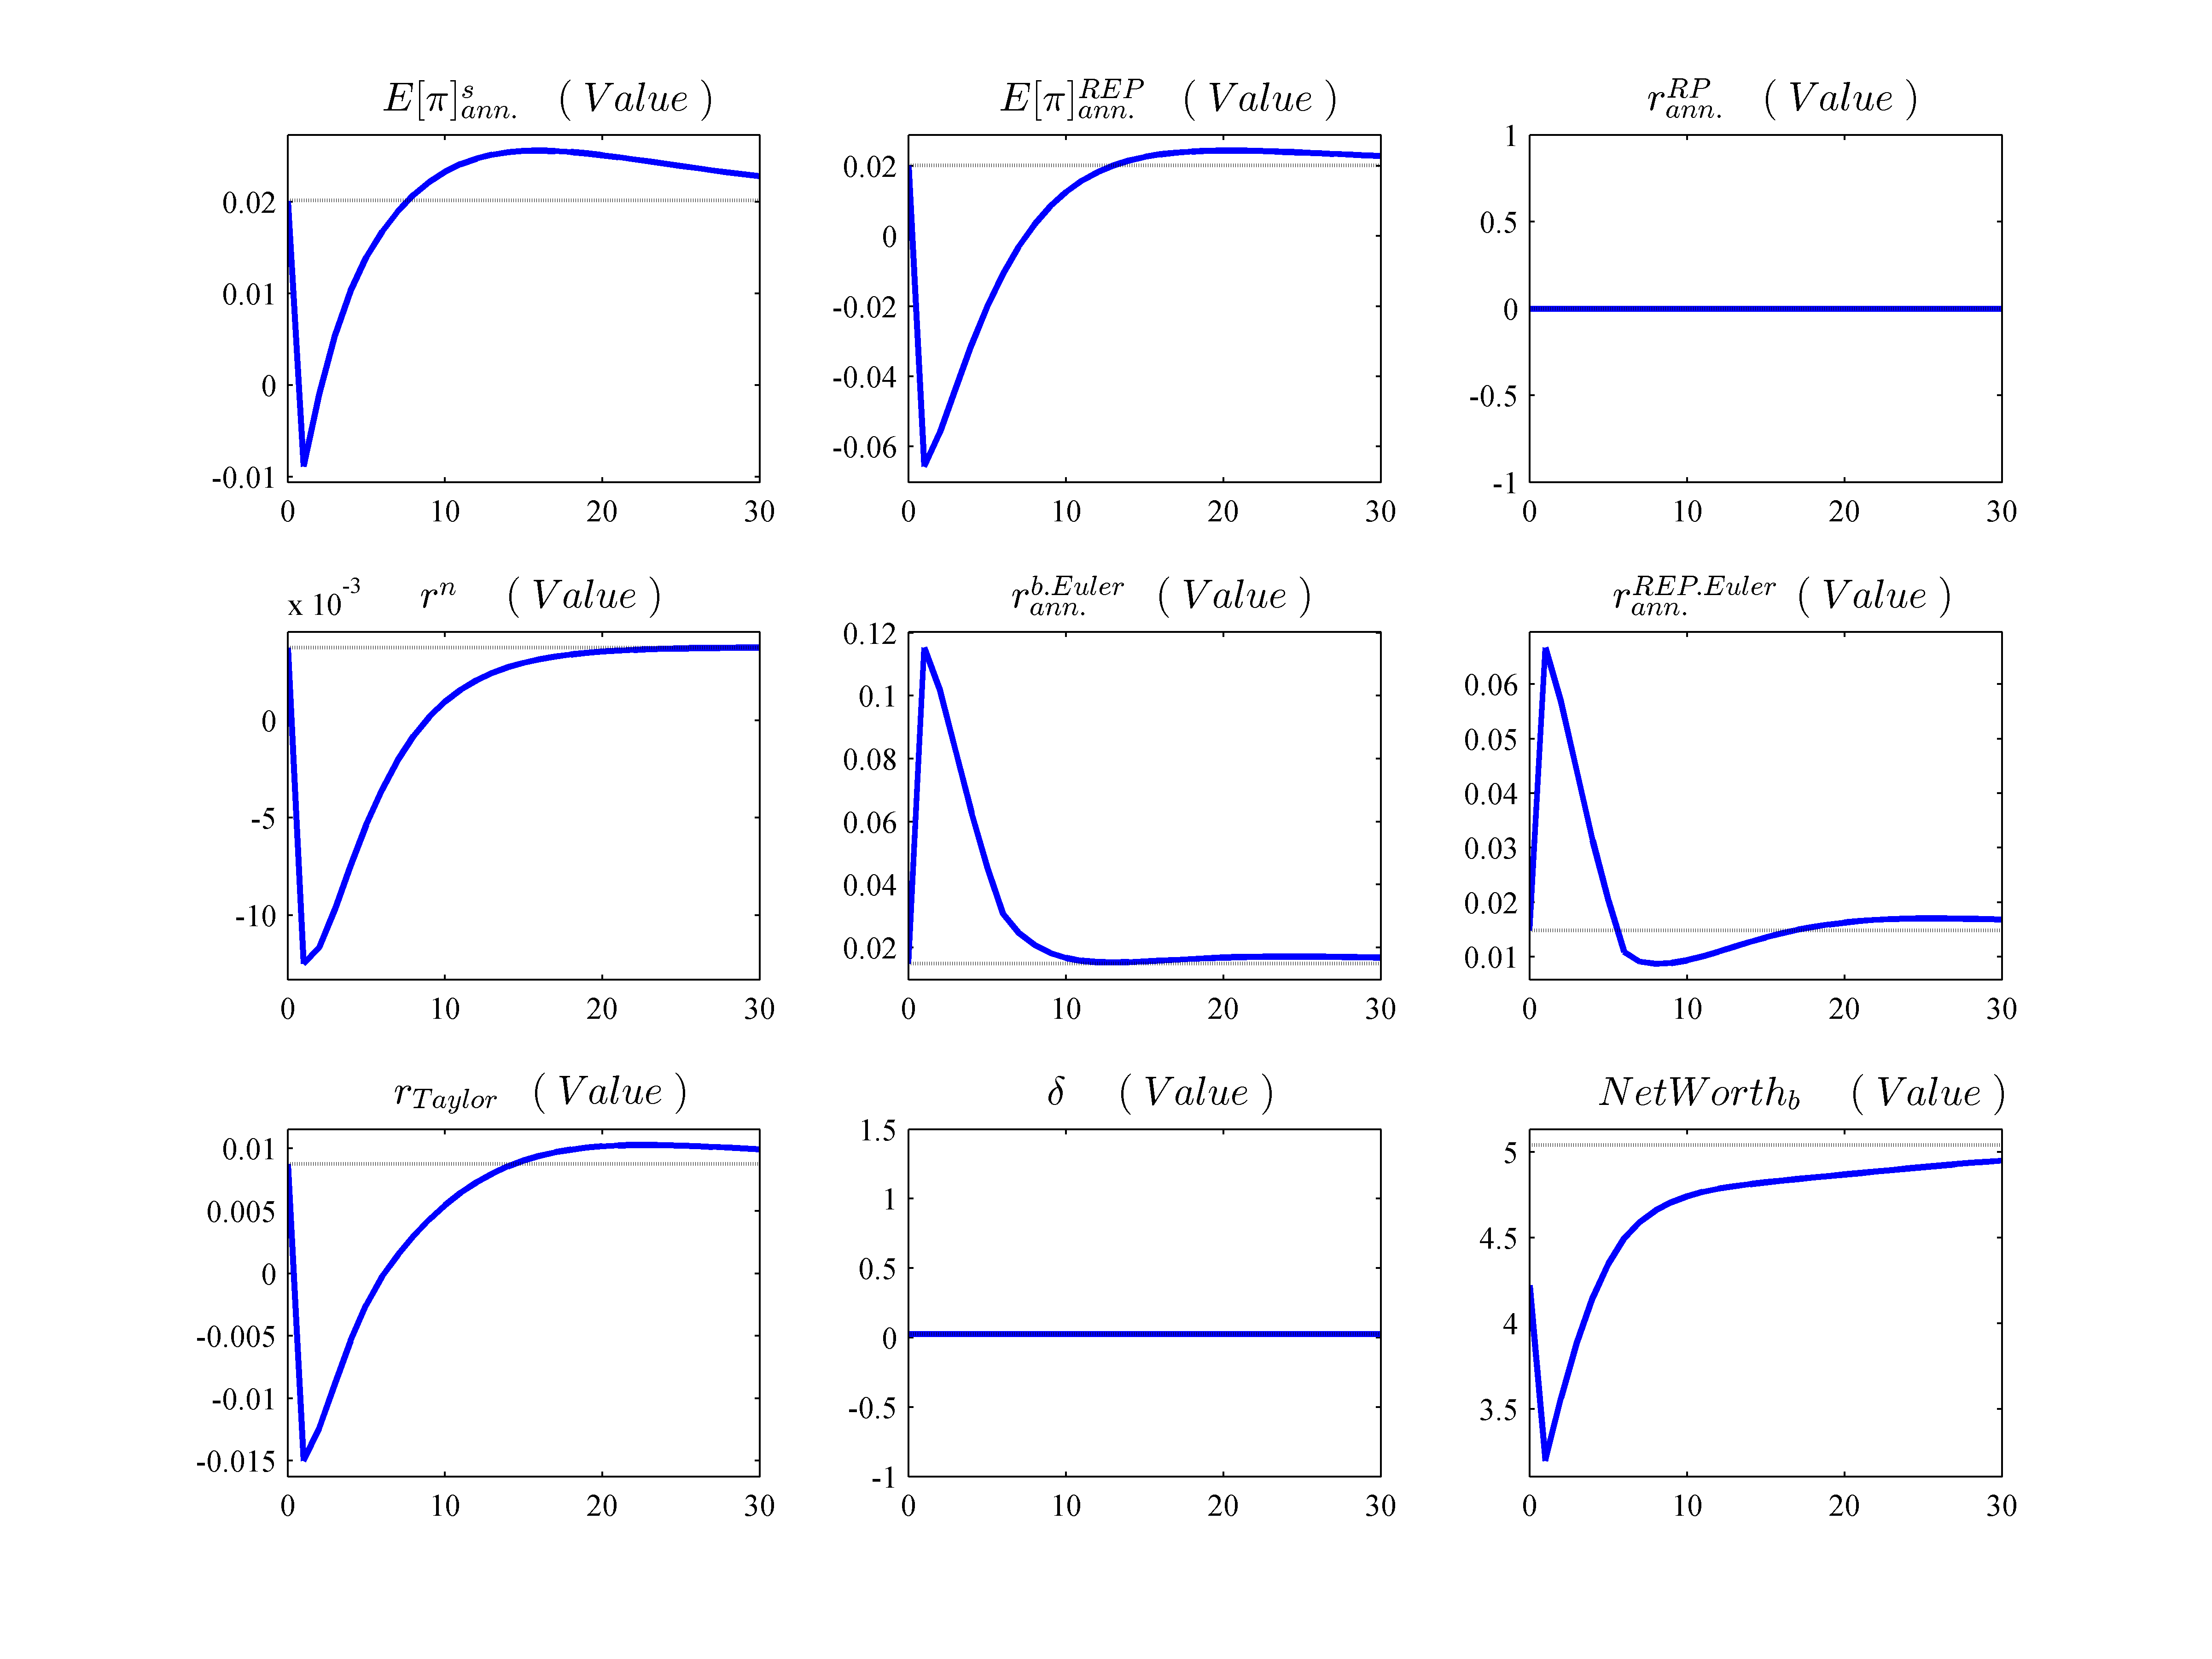 E[π]^s_ann. ( Value )
0.02
0.01
0
-0.01
0 10 20 30
E[π]^REP_ann. ( Value )
0.02
0
-0.02
-0.04
-0.06
0 10 20 30
r^RP_ann. ( Value )
1
0.5
0
-0.5
-1
0 10 20 30
x 10^-3 r^n ( Value )
0
-5
-10
0 10 20 30
r^b.Euler_ann. ( Value )
0.12
0.1
0.08
0.06
0.04
0.02
0 10 20 30
r^REP.Euler_ann. ( Value )
0.06
0.05
0.04
0.03
0.02
0.01
0 10 20 30
r_Taylor ( Value )
0.01
0.005
0
-0.005
-0.01
-0.015
0 10 20 30
δ ( Value )
1.5
1
0.5
0
-0.5
-1
0 10 20 30
NetWorth_b ( Value )
5
4.5
4
3.5
0 10 20 30